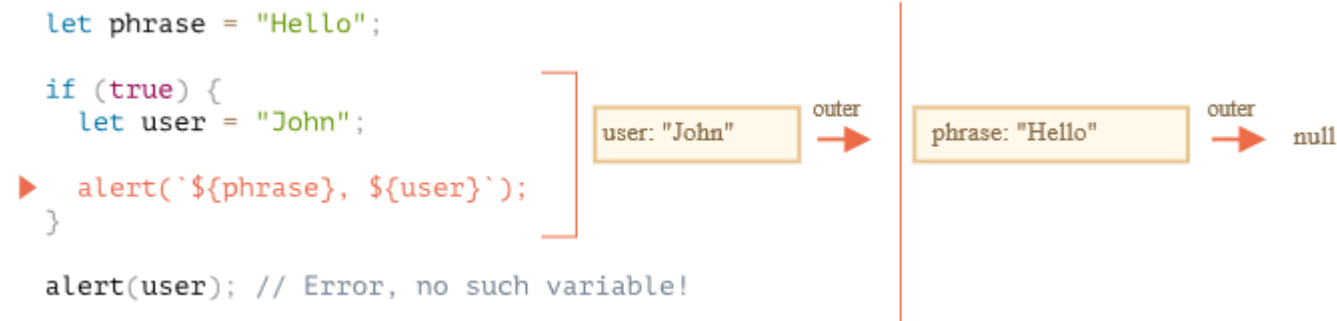 let phrase = "Hello";
if (true) {
let user = "John";
alert(`${phrase}, ${user}`);
}
alert(user); // Error, no such variable!
user: "John"
outer
phrase: "Hello"
outer
null